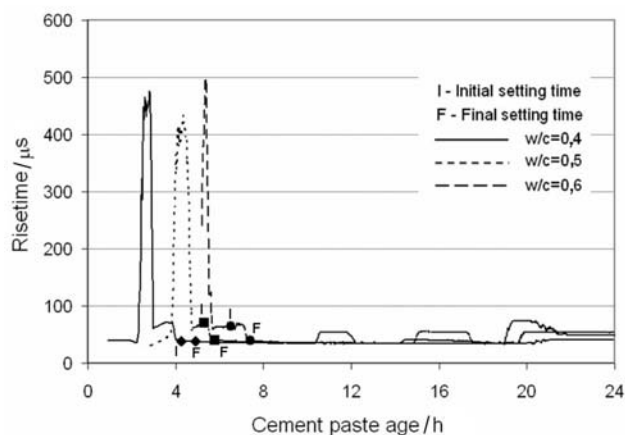 600
500
400
300
200
100
0
Risetime/μs
I - Initial setting time
F - Final setting time
w/c=0,4
w/c=0,5
w/c=0,6
I
I
F
I
F
F
0
4
8
12
16
20
24
Cement paste age/h